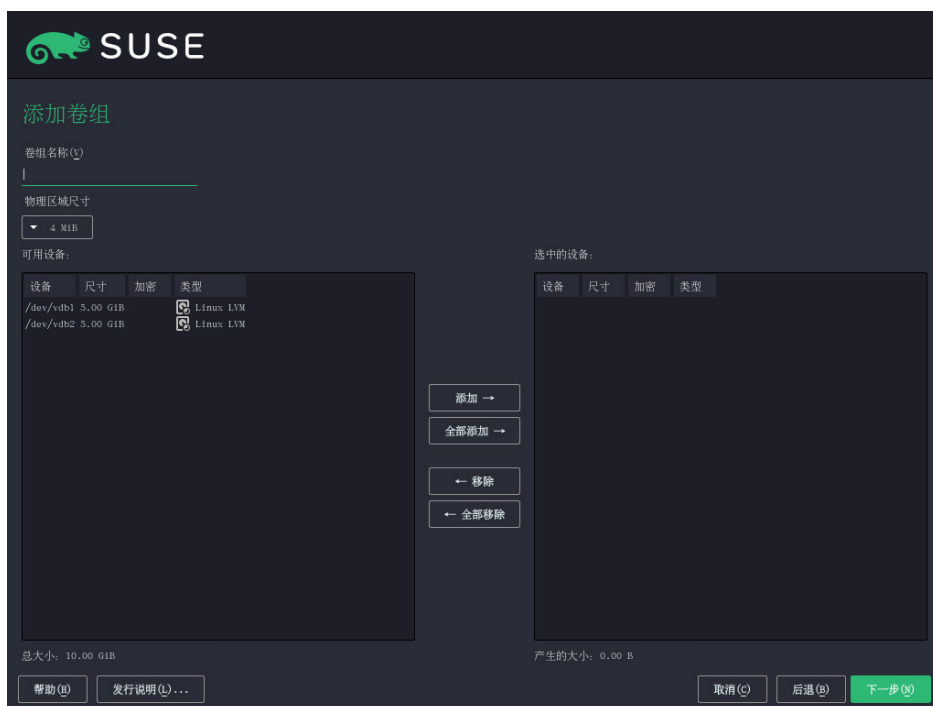 SUSE
添加卷组
卷组名称(V)
物理区域尺寸
4 MiB
可用设备:
设备 尺寸 加密 类型
/dev/vdb1 5.00 GiB Linux LVM
/dev/vdb2 5.00 GiB Linux LVM
总大小: 10.00 GiB
添加 →
全部添加 →
← 移除
← 全部移除
选中的设备:
设备 尺寸 加密 类型
产生的大小: 0.00 B
帮助(H) 发行说明(L)... 取消(C) 后退(B) 下一步(N)